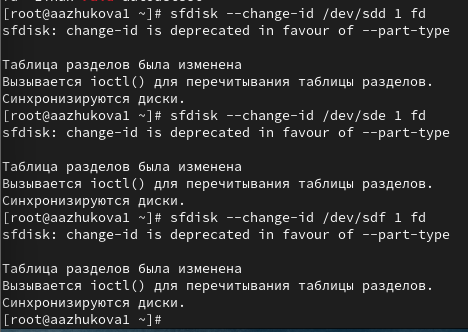 [root@aazhukova1 ~]# sfdisk --change-id /dev/sdd 1 fd
sfdisk: change-id is deprecated in favour of --part-type

Таблица разделов была изменена
Вызывается ioctl() для перечитывания таблицы разделов.
Синхронизируются диски.
[root@aazhukova1 ~]# sfdisk --change-id /dev/sde 1 fd
sfdisk: change-id is deprecated in favour of --part-type

Таблица разделов была изменена
Вызывается ioctl() для перечитывания таблицы разделов.
Синхронизируются диски.
[root@aazhukova1 ~]# sfdisk --change-id /dev/sdf 1 fd
sfdisk: change-id is deprecated in favour of --part-type

Таблица разделов была изменена
Вызывается ioctl() для перечитывания таблицы разделов.
Синхронизируются диски.
[root@aazhukova1 ~]#